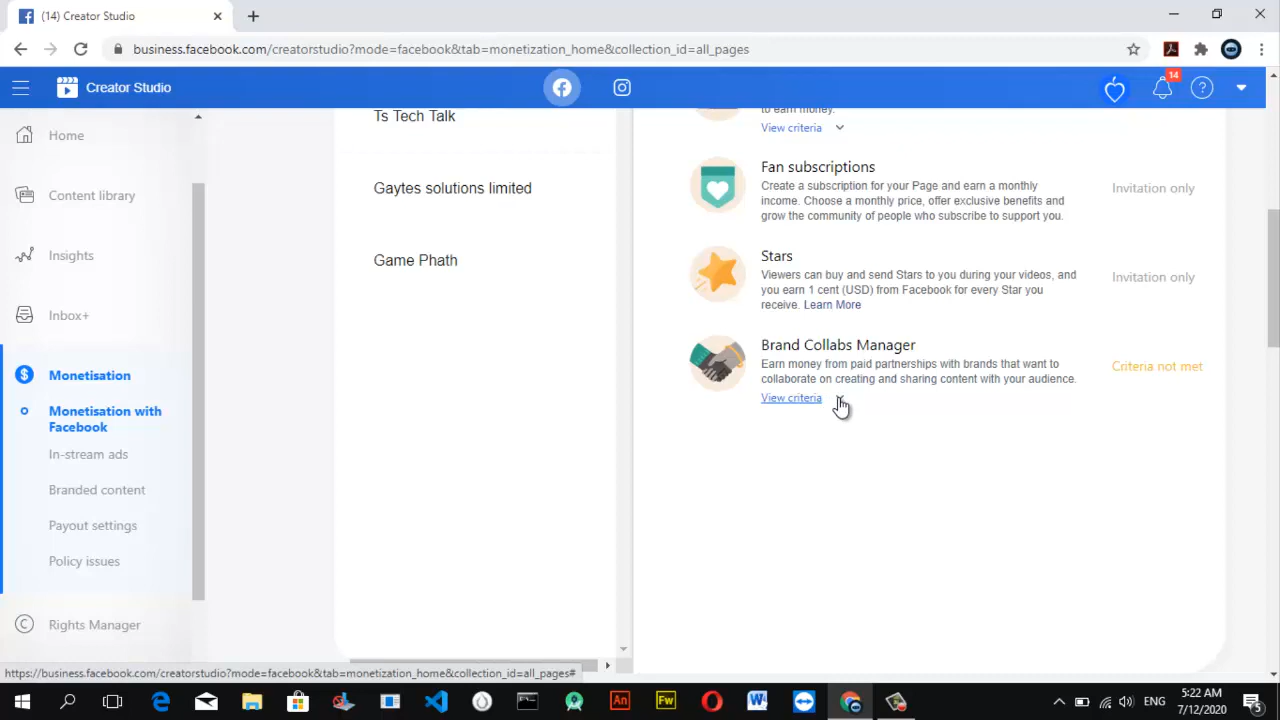 (14) Creator Studio
business.facebook.com/creatorstudio?mode=facebook&tab=monetization_home&collection_id=all_pages
Creator Studio
14
?
Home
Content library
Insights
Inbox+
$
Monetisation
Monetisation with
Facebook
In-stream ads
Branded content
Payout settings
Policy issues
©
Rights Manager
Ts Tech Talk
Gaytes solutions limited
Game Phath
to earn money.
View criteria
Fan subscriptions
Create a subscription for your Page and earn a monthly
income. Choose a monthly price, offer exclusive benefits and
grow the community of people who subscribe to support you.
Invitation only
Stars
Viewers can buy and send Stars to you during your videos, and
you earn 1 cent (USD) from Facebook for every Star you
receive. Learn More
Invitation only
Brand Collabs Manager
Earn money from paid partnerships with brands that want to
collaborate on creating and sharing content with your audience.
View criteria
Criteria not met
https://business.facebook.com/creatorstudio?mode=facebook&tab=monetization_home&collection_id=all_pages#
An
Fw
ENG
5:22 AM
7/12/2020
5